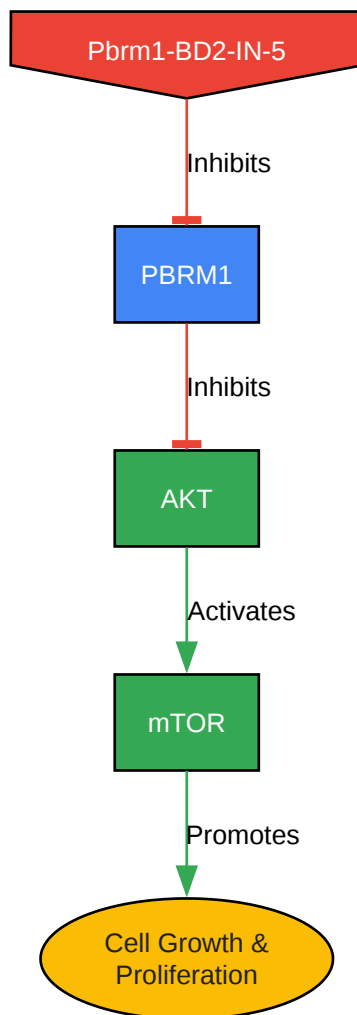 Pbrm1-BD2-IN-5
Inhibits
PBRM1
Inhibits
AKT
Activates
mTOR
Promotes
Cell Growth &
Proliferation